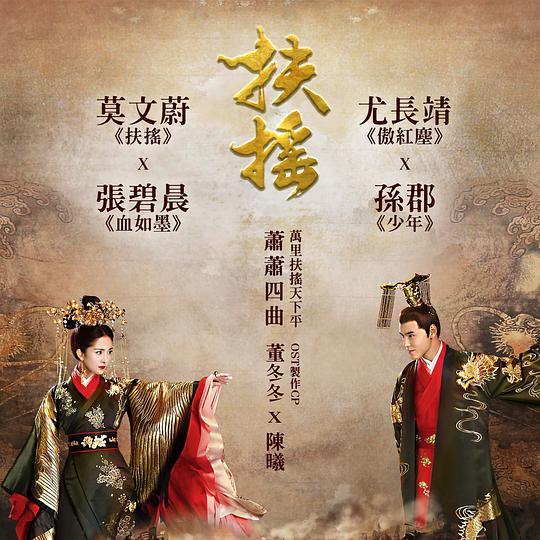 扶搖
莫文蔚
《扶搖》
x
張碧晨
《血如墨》
尤長靖
《傲紅塵》
x
孫郡
《少年》
萬里扶搖天下平
蕭蕭四曲
OST製作CP
董冬冬 x 陳曦